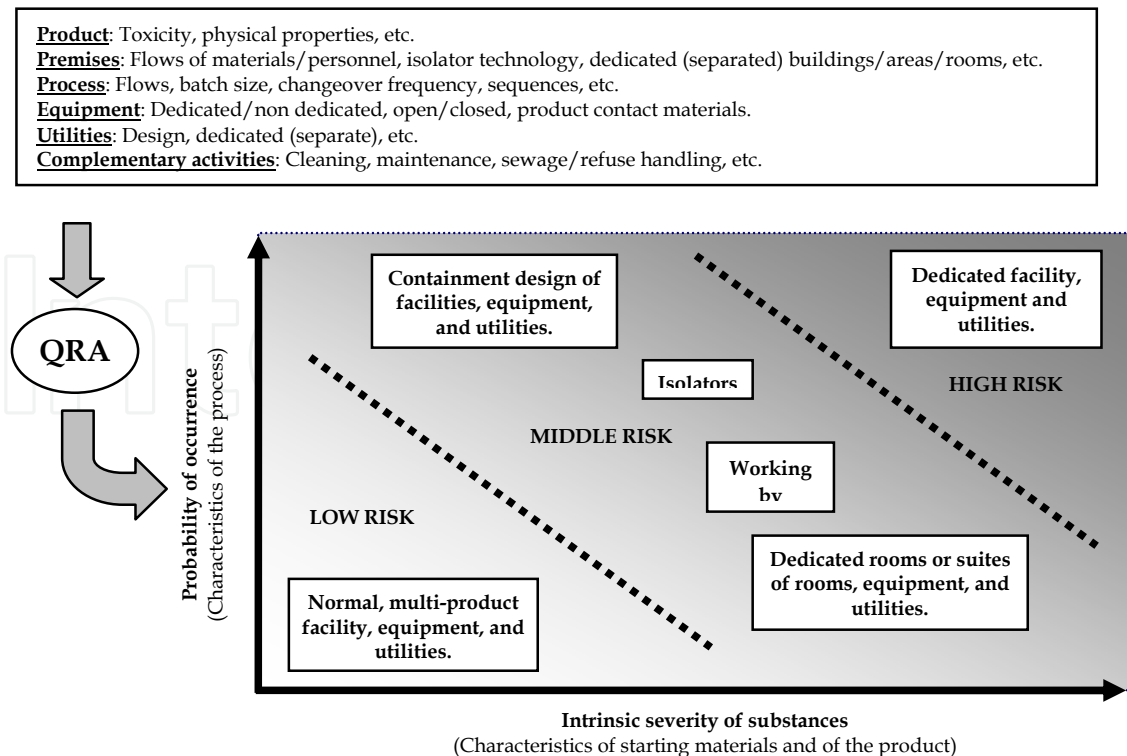 Product: Toxicity, physical properties, etc.
Premises: Flows of materials/personnel, isolator technology, dedicated (separated) buildings/areas/rooms, etc.
Process: Flows, batch size, changeover frequency, sequences, etc.
Equipment: Dedicated/non dedicated, open/closed, product contact materials.
Utilities: Design, dedicated (separate), etc.
Complementary activities: Cleaning, maintenance, sewage/refuse handling, etc.
QRA
Probability of occurrence
(Characteristics of the process)
Containment design of
facilities, equipment,
and utilities.
Dedicated facility,
equipment and
utilities.
Isolators
HIGH RISK
MIDDLE RISK
Working
by
LOW RISK
Dedicated rooms or suites
of rooms, equipment, and
utilities.
Normal, multi-product
facility, equipment, and
utilities.
Intrinsic severity of substances
(Characteristics of starting materials and of the product)